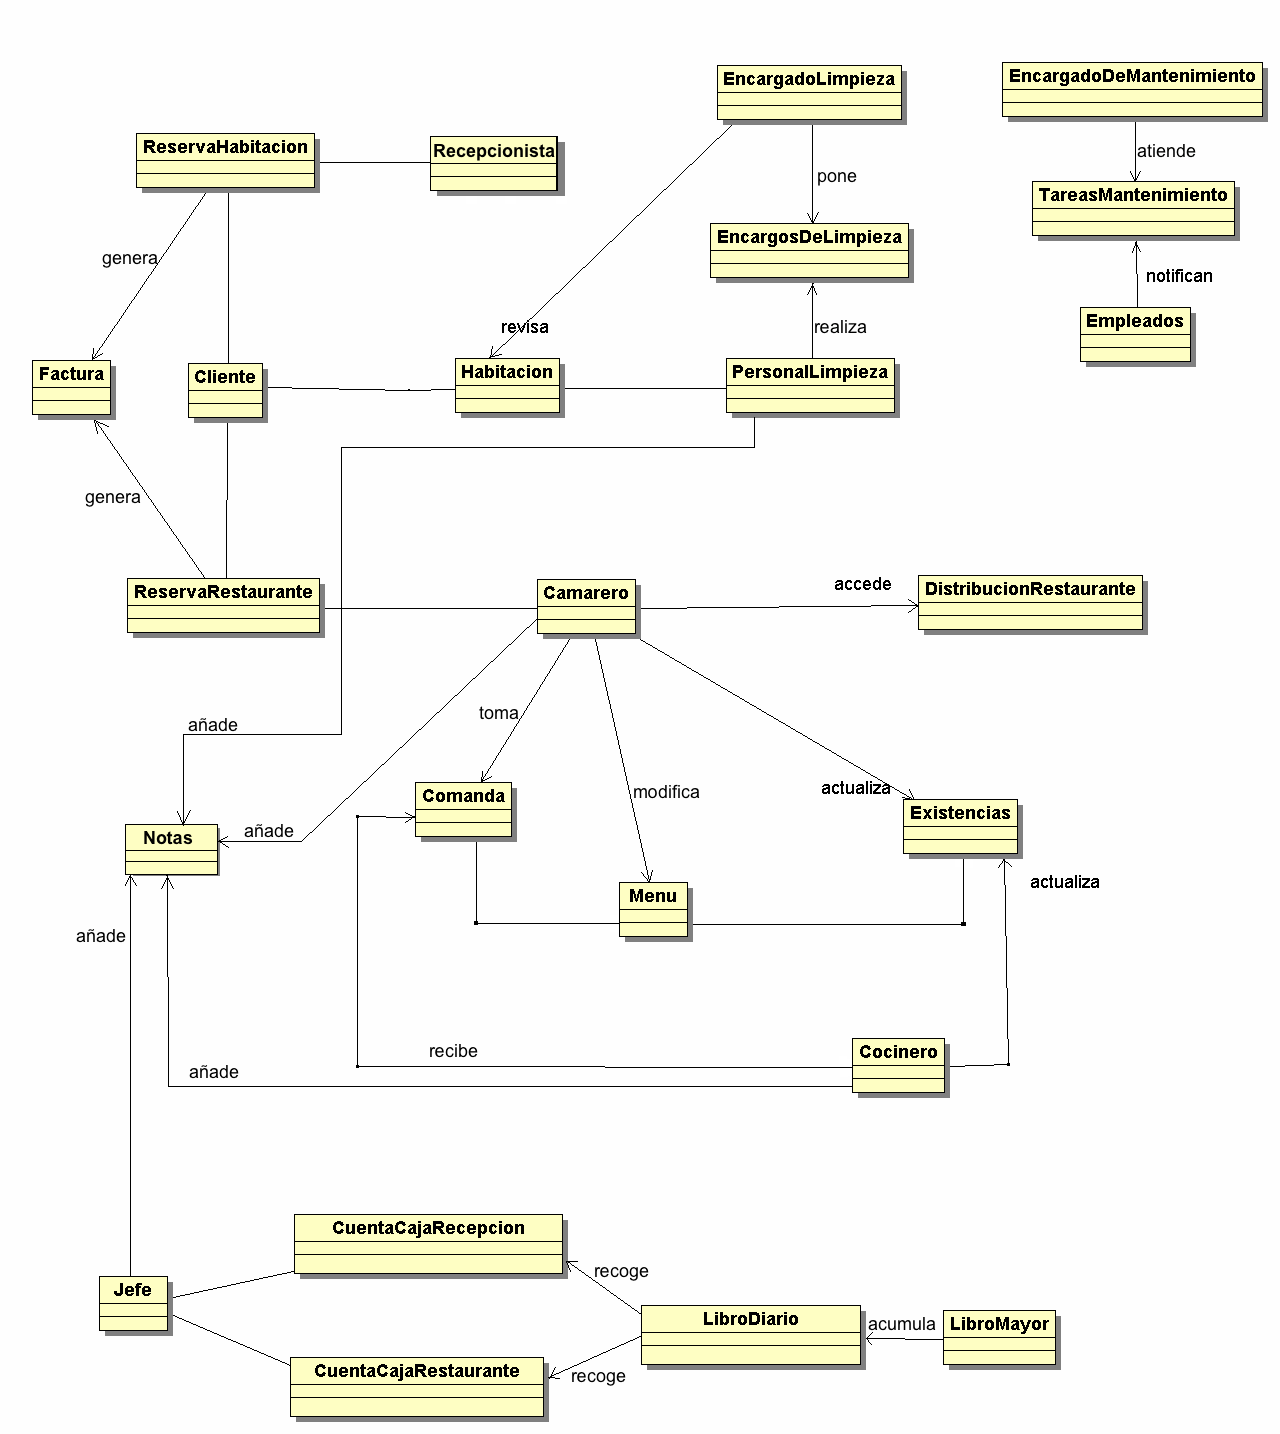 EncargadoLimpieza
EncargadoDeMantenimiento
ReservaHabitacion
Recepcionista
atiende
pone
TareasMantenimiento
EncargosDeLimpieza
genera
notifican
revisa
realiza
Empleados
Factura
Cliente
Habitacion
PersonalLimpieza
genera
ReservaRestaurante
Camarero
accede
DistribucionRestaurante
añade
toma
Comanda
modifica
actualiza
Existencias
Notas
añade
Menu
actualiza
añade
recibe
Cocinero
añade
CuentaCajaRecepcion
recoge
Jefe
LibroDiario
acumula
LibroMayor
CuentaCajaRestaurante
recoge